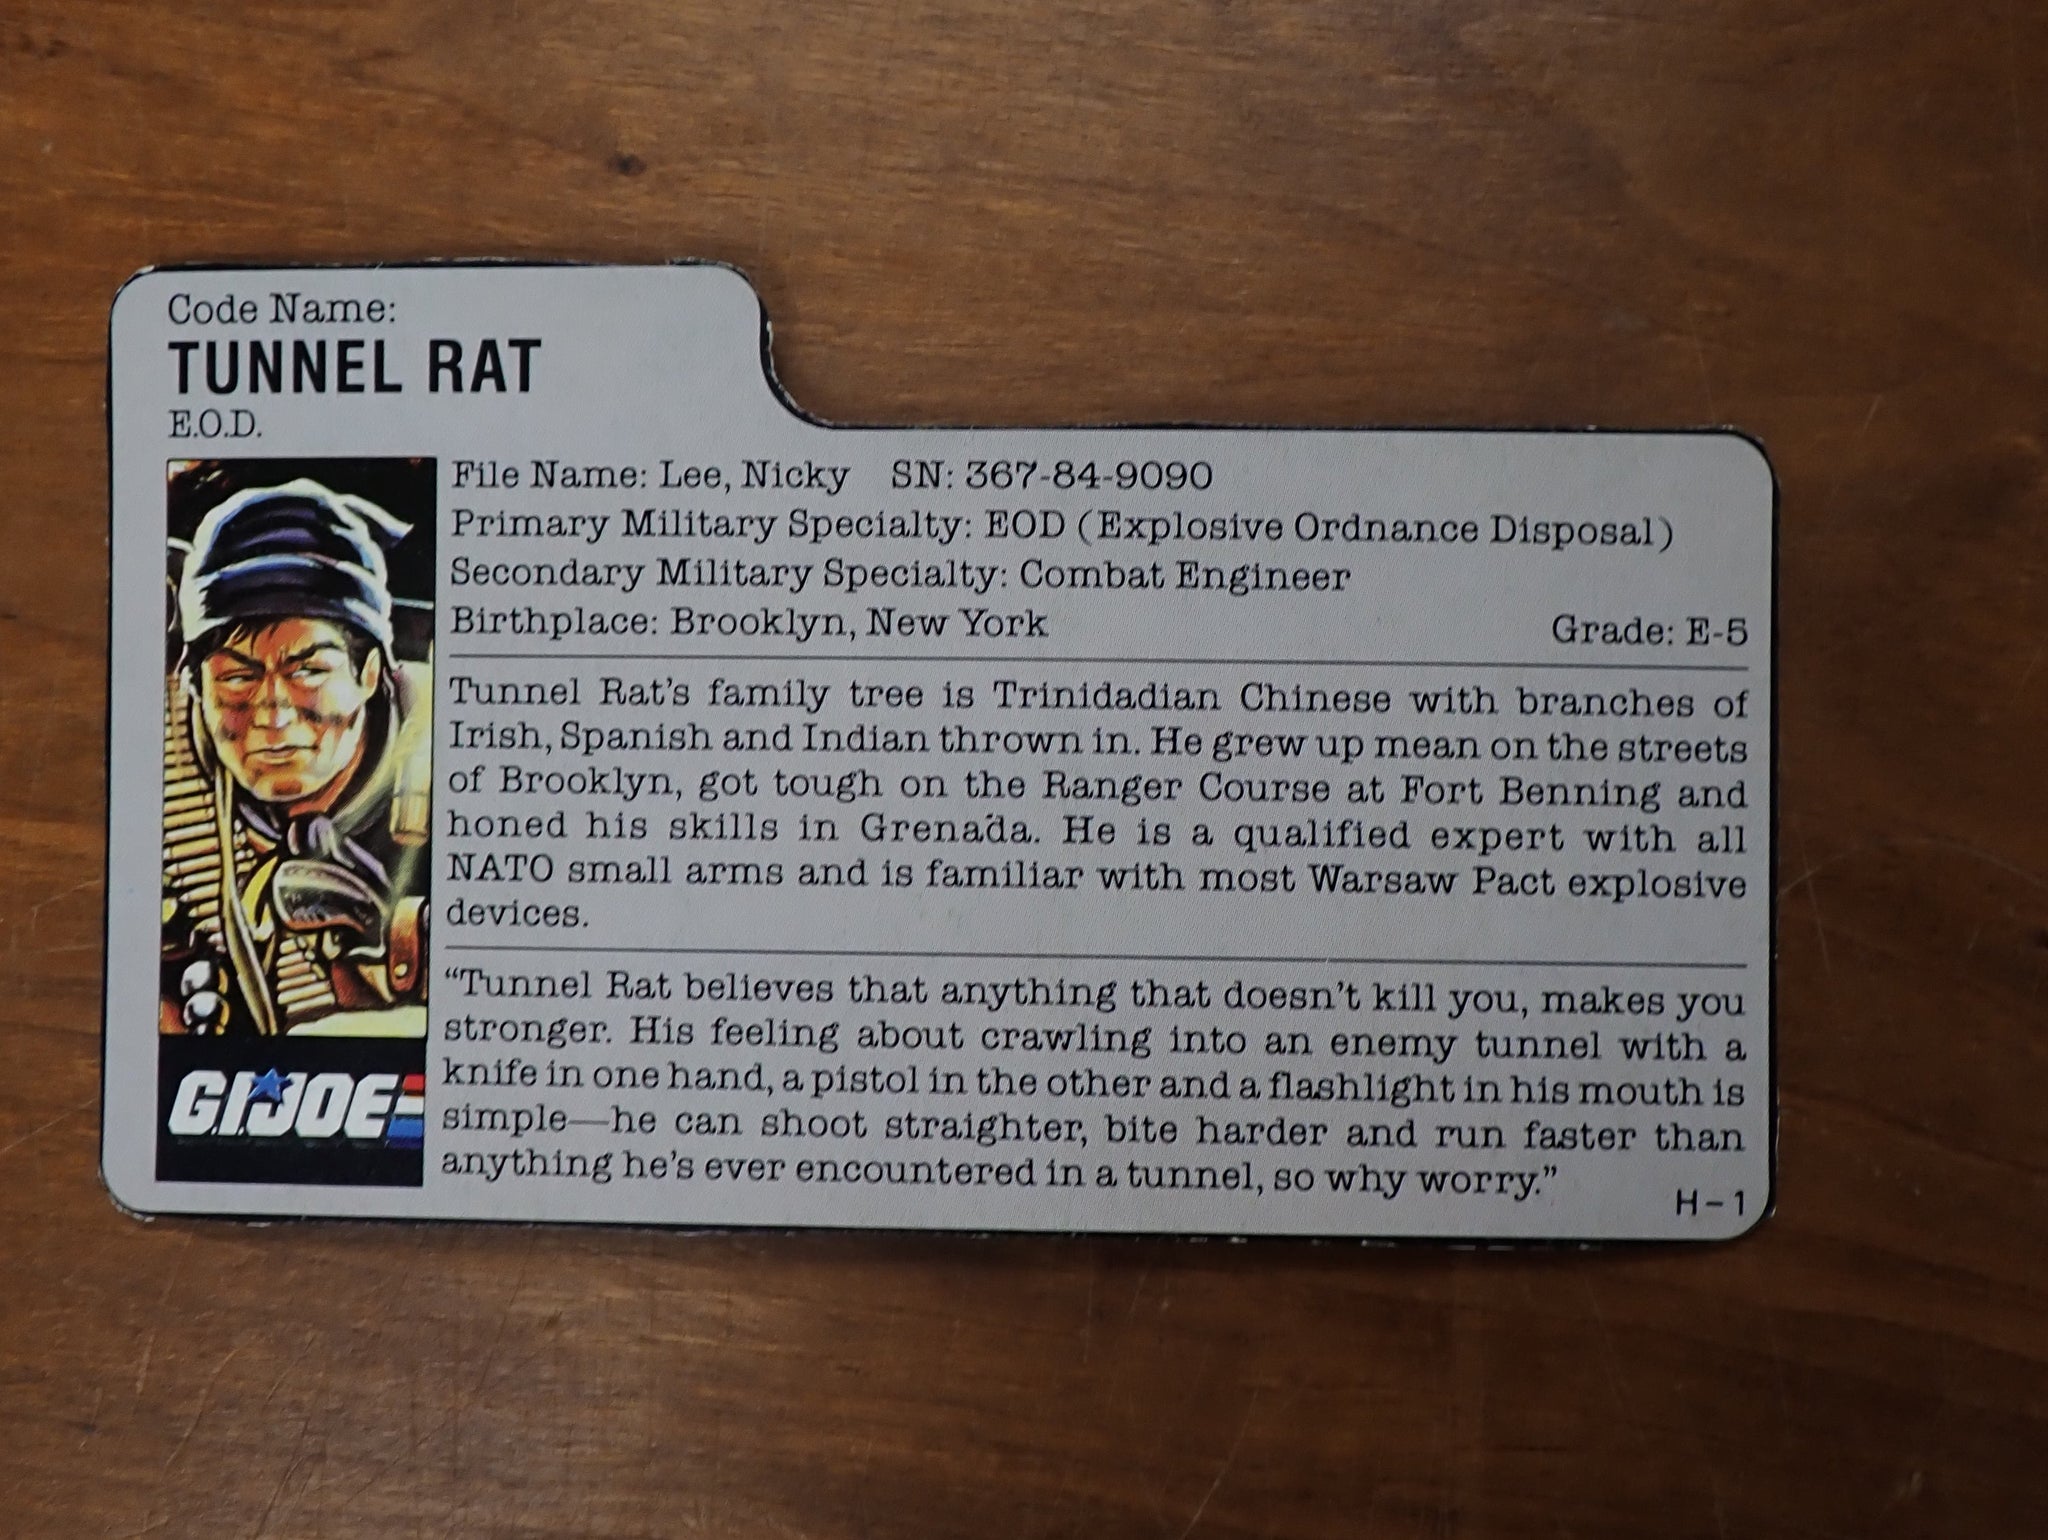 Code Name:
TUNNEL RAT
E.O.D.
File Name: Lee, Nicky SN: 367-84-9090
Primary Military Specialty: EOD (Explosive Ordnance Disposal)
Secondary Military Specialty: Combat Engineer
Birthplace: Brooklyn, New York Grade: E-5
Tunnel Rat's family tree is Trinidadian Chinese with branches of
Irish, Spanish and Indian thrown in. He grew up mean on the streets
of Brooklyn, got tough on the Ranger Course at Fort Benning and
honed his skills in Grenada. He is a qualified expert with all
NATO small arms and is familiar with most Warsaw Pact explosive
devices.
“Tunnel Rat believes that anything that doesn't kill you, makes you
stronger. His feeling about crawling into an enemy tunnel with a
knife in one hand, a pistol in the other and a flashlight in his mouth is
simple—he can shoot straighter, bite harder and run faster than
anything he's ever encountered in a tunnel, so why worry.”
G.I.JOE
H-1